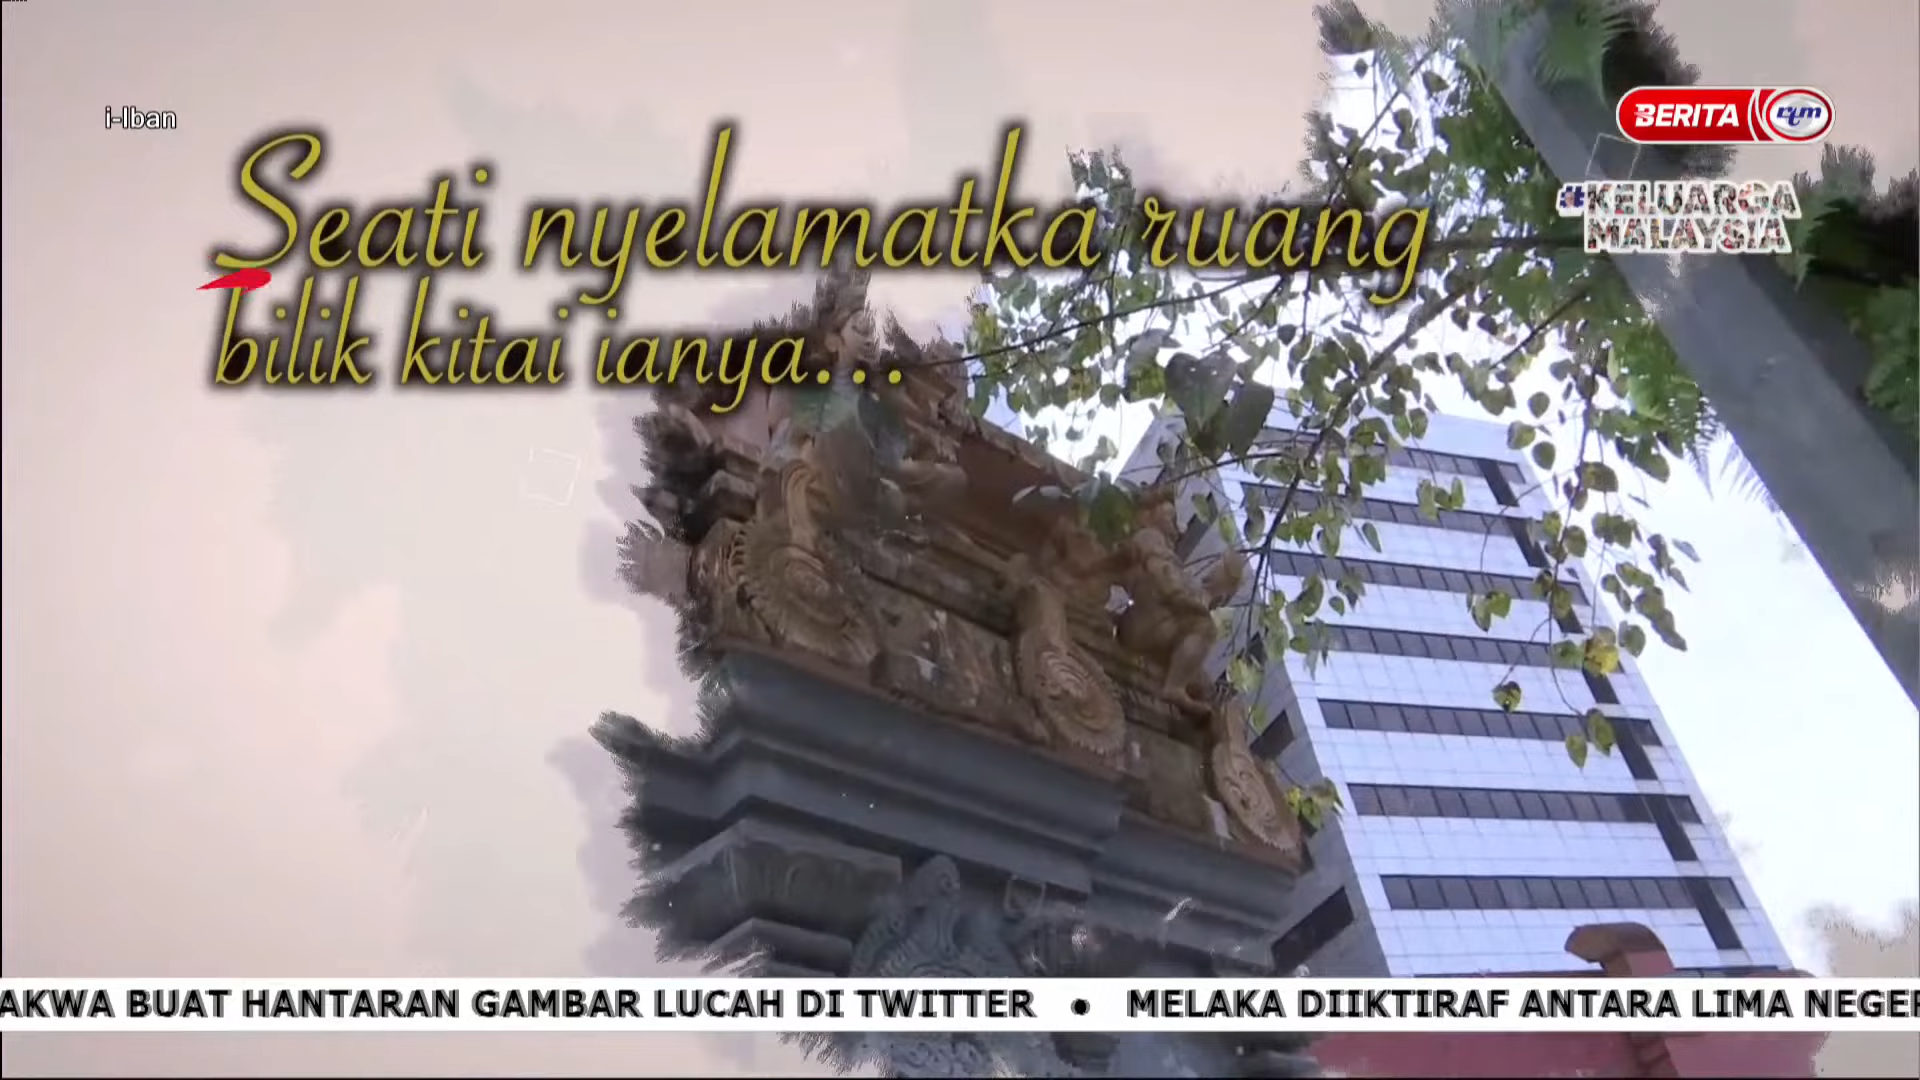 i-Iban
BERITA rtm
#KELUARGA
MALAYSIA
Seati nyelamatka ruang
bilik kitai ianya...
AKWA BUAT HANTARAN GAMBAR LUCAH DI TWITTER • MELAKA DIIKTIRAF ANTARA LIMA NEGER